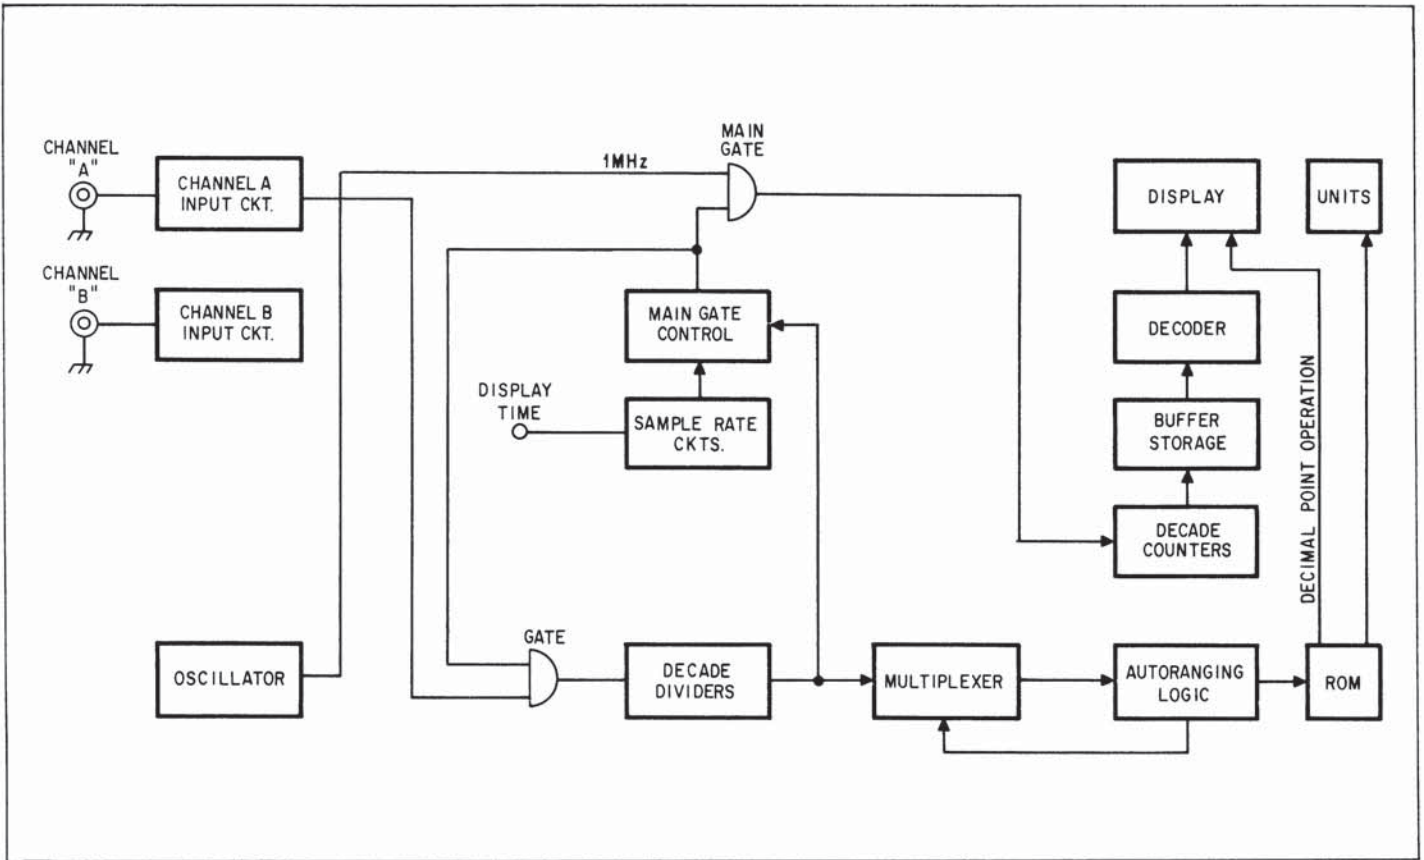 CHANNEL
"A"
CHANNEL A
INPUT CKT.
1MHz
MAIN
GATE
DISPLAY
UNITS
CHANNEL
"B"
CHANNEL B
INPUT CKT.
MAIN GATE
CONTROL
DECODER
DISPLAY
TIME
SAMPLE RATE
CKTS.
BUFFER
STORAGE
DECADE
COUNTERS
DECIMAL POINT OPERATION
OSCILLATOR
GATE
DECADE
DIVIDERS
MULTIPLEXER
AUTORANGING
LOGIC
ROM